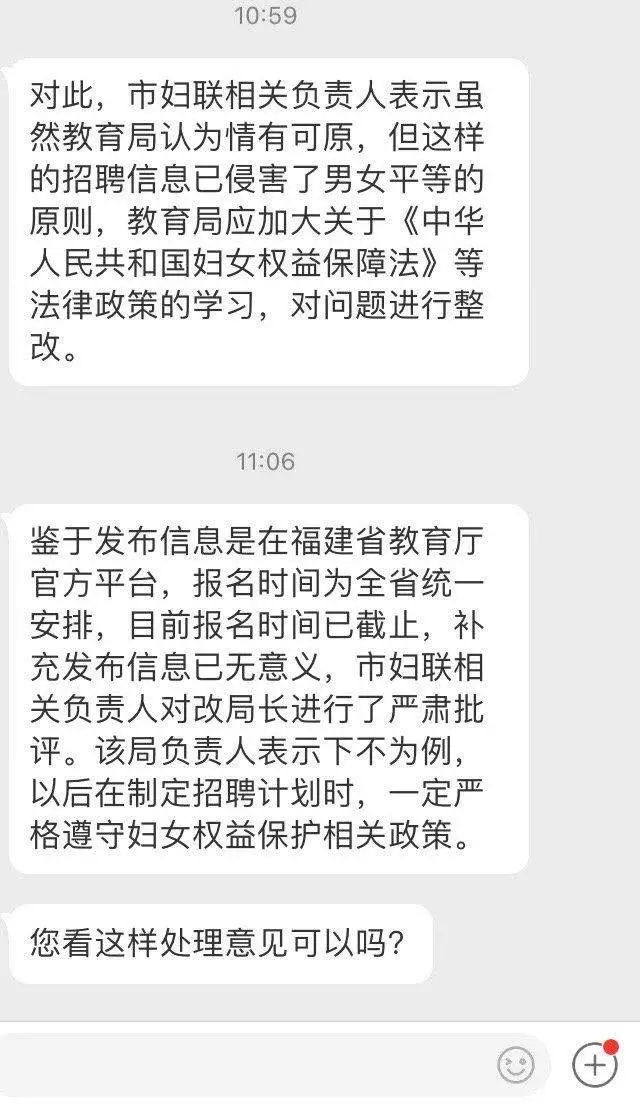 10:59
对此，市妇联相关负责人表示虽
然教育局认为情有可原，但这样
的招聘信息已侵害了男女平等的
原则，教育局应加大关于《中华
人民共和国妇女权益保障法》等
法律政策的学习，对问题进行整
改。
11:06
鉴于发布信息是在福建省教育厅
官方平台，报名时间为全省统一
安排，目前报名时间已截止，补
充发布信息已无意义，市妇联相
关负责人对改局长进行了严肃批
评。该局负责人表示下不为例，
以后在制定招聘计划时，一定严
格遵守妇女权益保护相关政策。
您看这样处理意见可以吗？